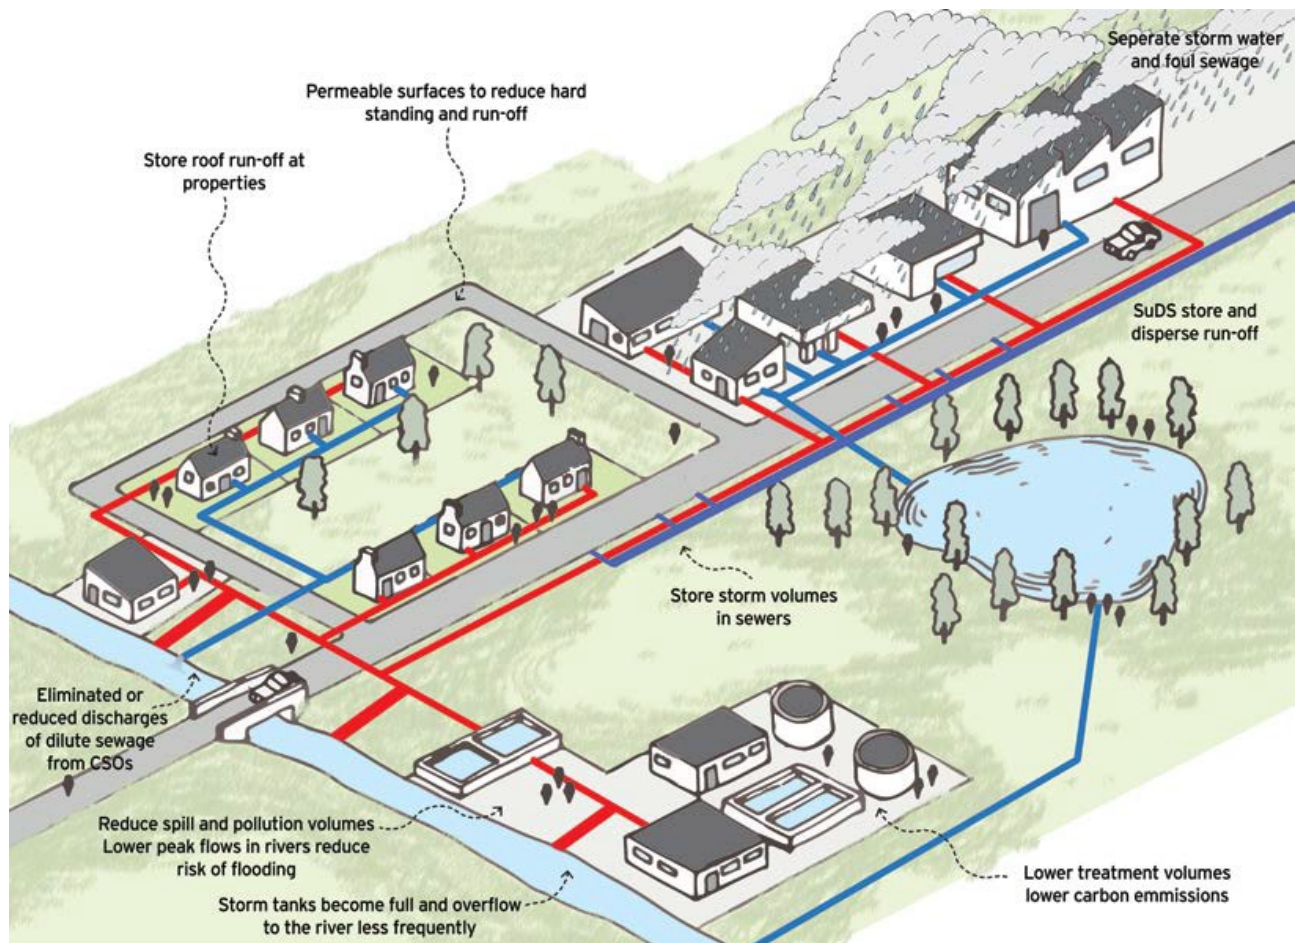 Seperate storm water
and foul sewage
Permeable surfaces to reduce hard
standing and run-off
Store roof run-off at
properties
SuDS store and
disperse run-off
Store storm volumes
in sewers
Eliminated or
reduced discharges
of dilute sewage
from CSOs
Reduce spill and pollution volumes
Lower peak flows in rivers reduce
risk of flooding
Storm tanks become full and overflow
to the river less frequently
Lower treatment volumes
lower carbon emmissions